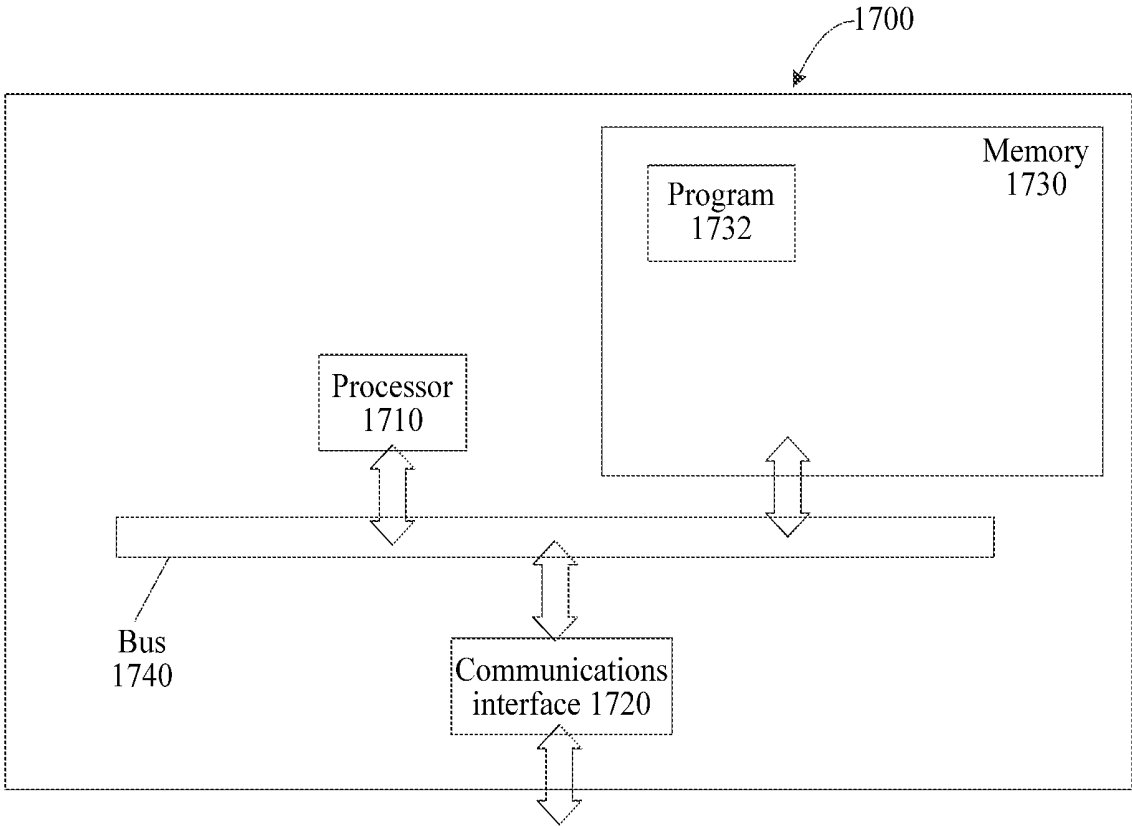 1700
Memory
1730
Program
1732
Processor
1710
Bus
1740
Communications
interface 1720